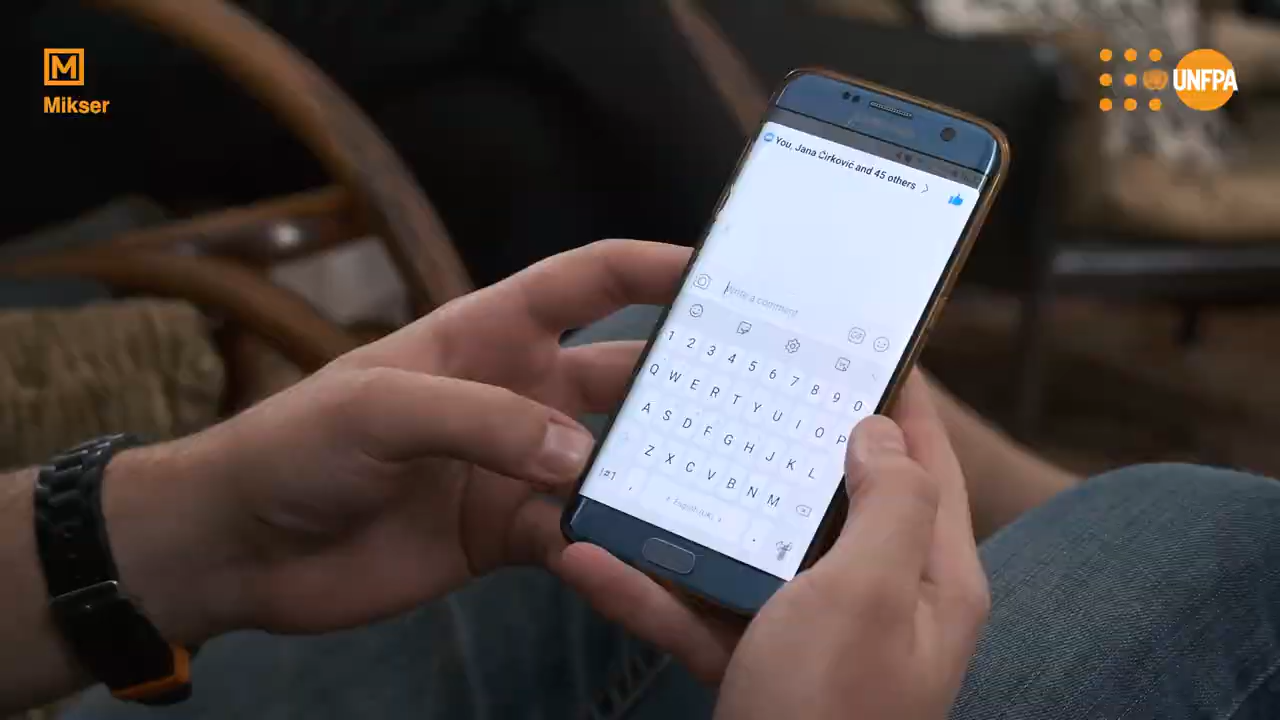 M
Mikser
UNFPA
You, Jana Ćirković and 45 others
Write a comment
GIF
1 2 3 4 5 6 7 8 9 0
Q W E R T Y U I O P
A S D F G H J K L
Z X C V B N M
!#1 , English (UK) .